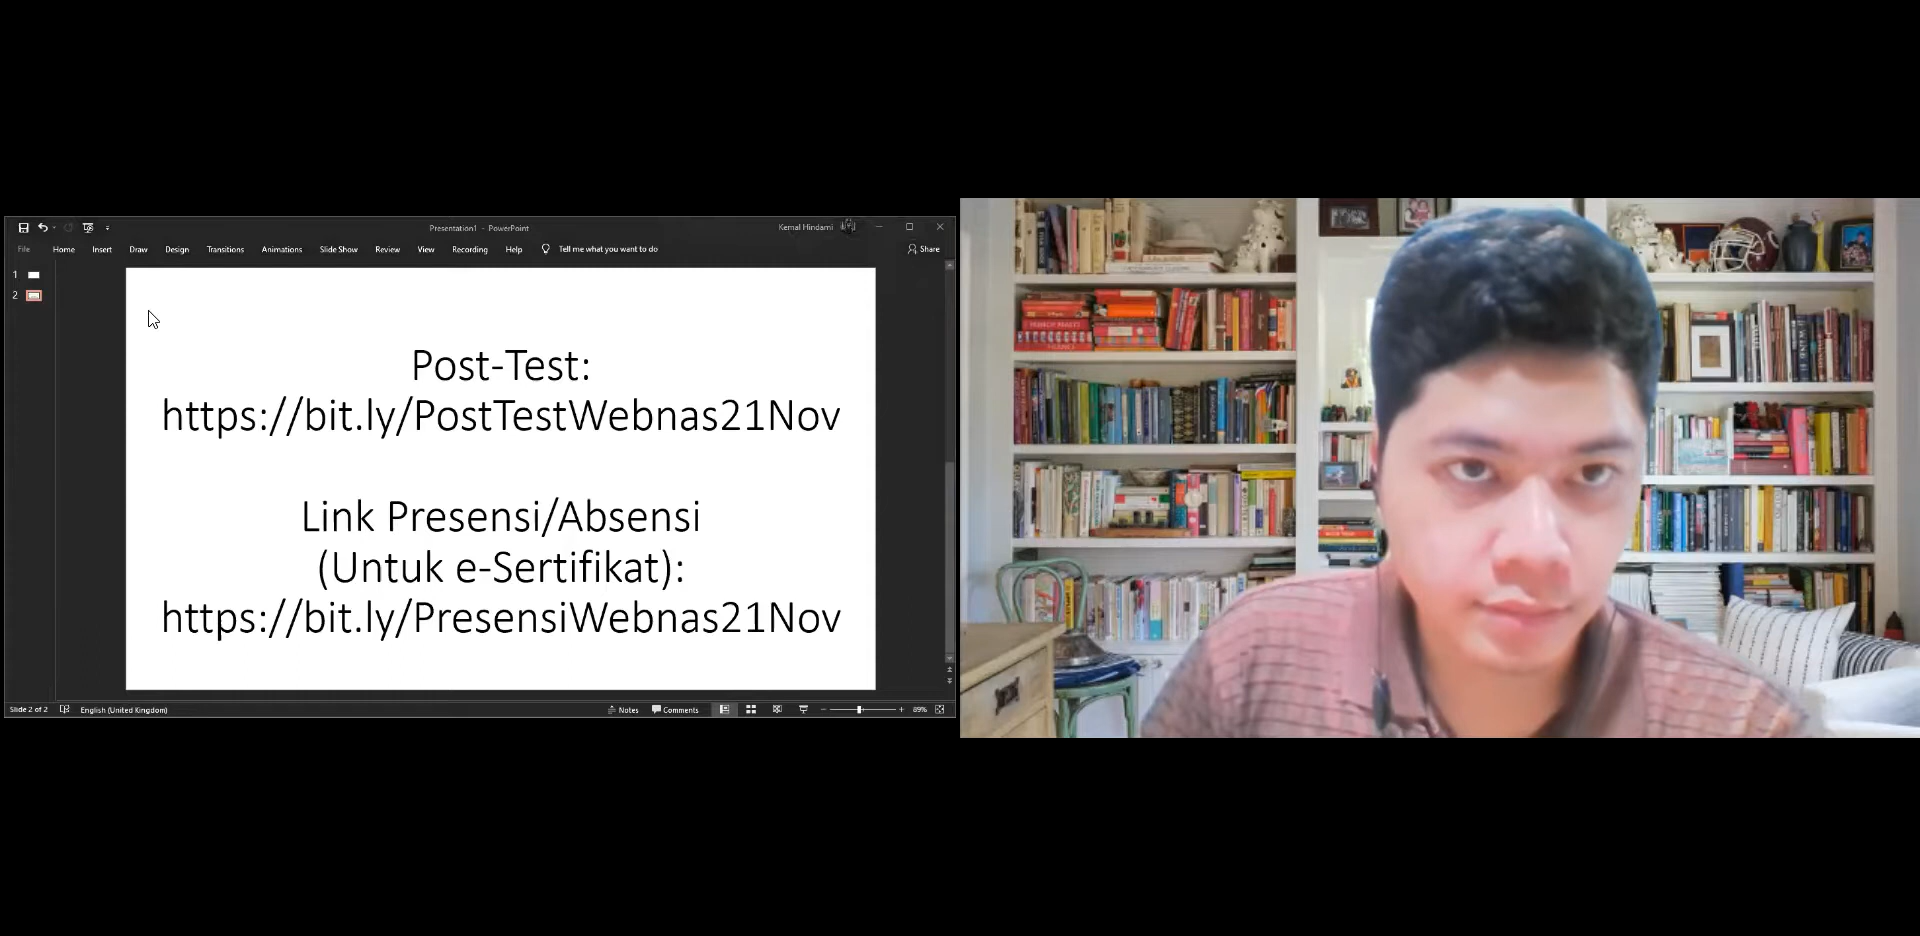 Presentation1 - PowerPoint
Kemal Hindami
File Home Insert Draw Design Transitions Animations Slide Show Review View Recording Help Tell me what you want to do Share
1
2
Post-Test:
https://bit.ly/PostTestWebnas21Nov
Link Presensi/Absensi
(Untuk e-Sertifikat):
https://bit.ly/PresensiWebnas21Nov
Slide 2 of 2 English (United Kingdom) Notes Comments 89%